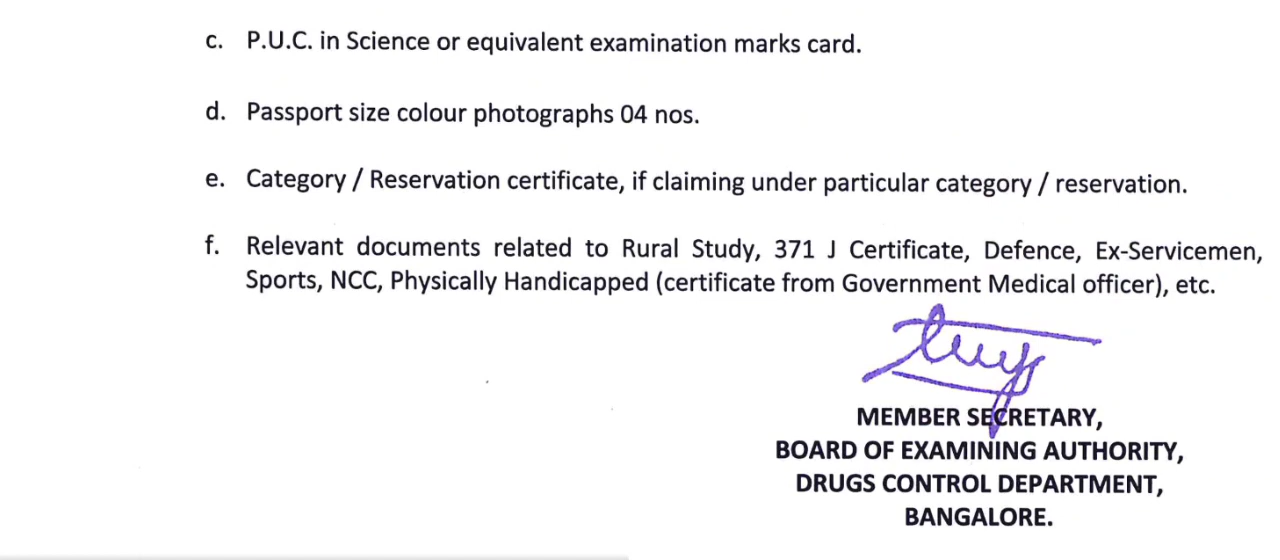 c. P.U.C. in Science or equivalent examination marks card.
d. Passport size colour photographs 04 nos.
e. Category / Reservation certificate, if claiming under particular category / reservation.
f. Relevant documents related to Rural Study, 371 J Certificate, Defence, Ex-Servicemen,
Sports, NCC, Physically Handicapped (certificate from Government Medical officer), etc.
MEMBER SECRETARY,
BOARD OF EXAMINING AUTHORITY,
DRUGS CONTROL DEPARTMENT,
BANGALORE.